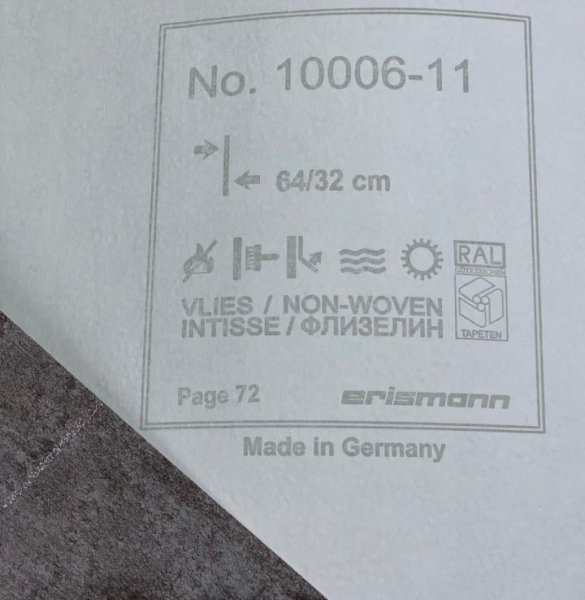 No. 10006-11
64/32 cm
RAL
GÜTEZEICHEN
TAPETEN
VLIES / NON-WOVEN
INTISSE / ФЛИЗЕЛИН
Page 72
erismann
Made in Germany